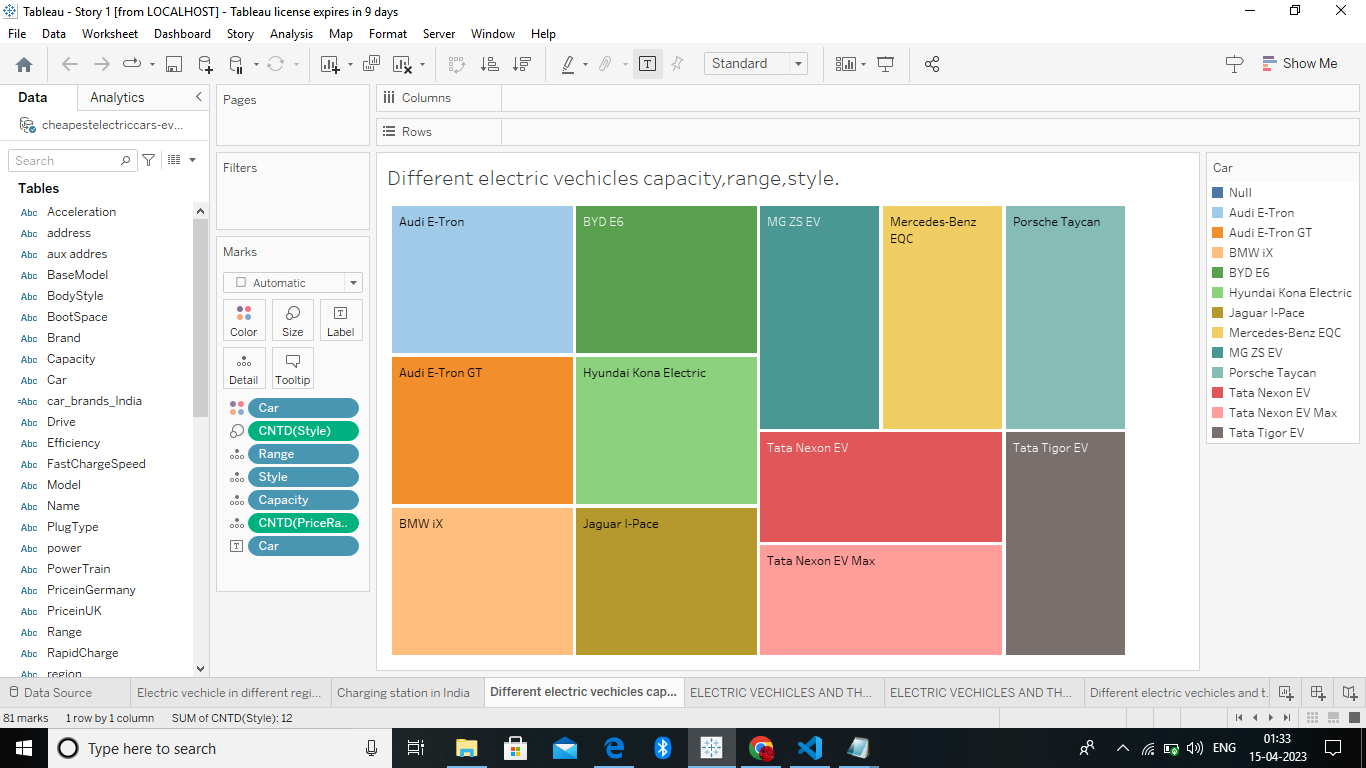 Tableau - Story 1 [from LOCALHOST] - Tableau license expires in 9 days
File Data Worksheet Dashboard Story Analysis Map Format Server Window Help
Standard
Show Me
Data Analytics
cheapestelectriccars-ev...
Search
Tables
Abc Acceleration
Abc address
Abc aux addres
Abc BaseModel
Abc BodyStyle
Abc BootSpace
Abc Brand
Abc Capacity
Abc Car
=Abc car_brands_India
Abc Drive
Abc Efficiency
Abc FastChargeSpeed
Abc Model
Abc Name
Abc PlugType
Abc power
Abc PowerTrain
Abc PriceinGermany
Abc PriceinUK
Abc Range
Abc RapidCharge
Abc region
Pages
Filters
Marks
Automatic
Color Size Label
Detail Tooltip
Car
CNTD(Style)
Range
Style
Capacity
CNTD(PriceRa..
Car
Columns
Rows
Different electric vechicles capacity,range,style.
Audi E-Tron
BYD E6
MG ZS EV
Mercedes-Benz
EQC
Porsche Taycan
Audi E-Tron GT
Hyundai Kona Electric
Tata Nexon EV
Tata Tigor EV
BMW iX
Jaguar I-Pace
Tata Nexon EV Max
Car
Null
Audi E-Tron
Audi E-Tron GT
BMW iX
BYD E6
Hyundai Kona Electric
Jaguar I-Pace
Mercedes-Benz EQC
MG ZS EV
Porsche Taycan
Tata Nexon EV
Tata Nexon EV Max
Tata Tigor EV
Data Source Electric vechicle in different regi... Charging station in India Different electric vechicles cap... ELECTRIC VECHICLES AND TH... ELECTRIC VECHICLES AND TH... Different electric vechicles and t.
81 marks 1 row by 1 column SUM of CNTD(Style): 12
Type here to search
ENG
01:33
15-04-2023